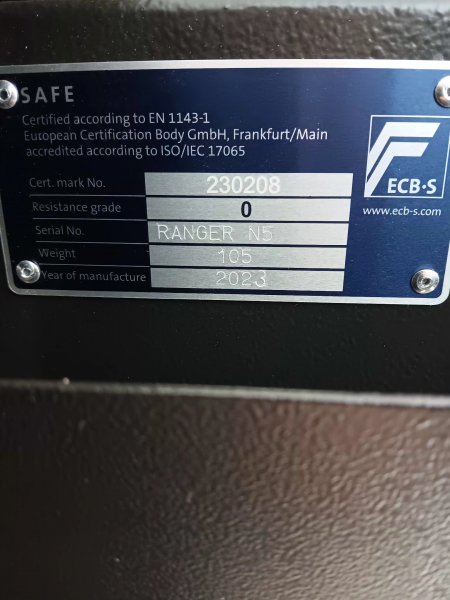 SAFE
Certified according to EN 1143-1
European Certification Body GmbH, Frankfurt/Main
accredited according to ISO/IEC 17065
ECB•S
www.ecb-s.com
Cert. mark No. 230208
Resistance grade 0
Serial No. RANGER N5
Weight 105
Year of manufacture 2023